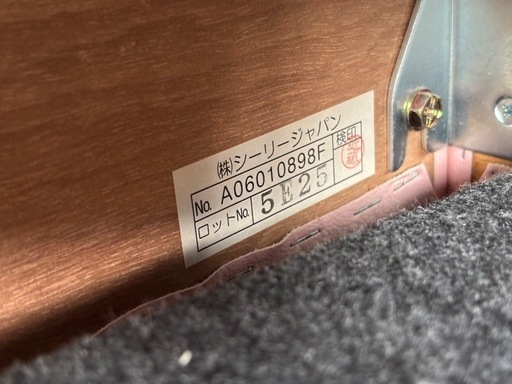 (株)シーリージャパン
No. A06010898F 検印
ロットNo. 5E25